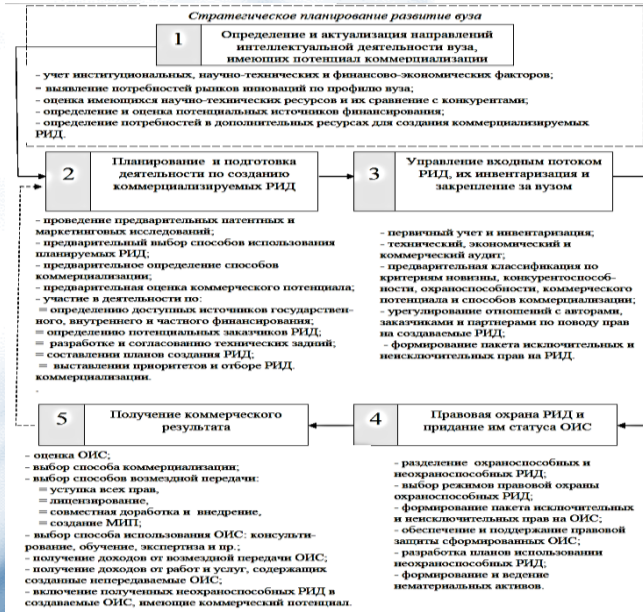 Стратегическое планирование развитие вуза
1
Определение и актуализация направлений
интеллектуальной деятельности вуза,
имеющих потенциал коммерциализации
- учет институциональных, научно-технических и финансово-экономических факторов;
= выявление потребностей рынков инноваций по профилю вуза;
- оценка имеющихся научно-технических ресурсов и их сравнение с конкурентами;
- определение и оценка потенциальных источников финансирования;
- определение потребностей в дополнительных ресурсах для создания коммерциализируемых
РИД.
2
Планирование и подготовка
деятельности по созданию
коммерциализируемых РИД
- проведение предварительных патентных и
маркетинговых исследований;
- предварительный выбор способов использования
планируемых РИД;
- предварительное определение способов
коммерциализации;
- предварительная оценка коммерческого потенциала;
- участие в деятельности по:
= определению доступных источников государствен-
ного, внутреннего и частного финансирования;
= определению потенциальных заказчиков РИД;
= разработке и согласованию технических заданий;
= составлении планов создания РИД;
= выставлении приоритетов и отборе РИД.
коммерциализации.
.
3
Управление входным потоком
РИД, их инвентаризация и
закрепление за вузом
- первичный учет и инвентаризация;
- технический, экономический и
коммерческий аудит;
- предварительная классификация по
критериям новизны, конкурентоспособ-
ности, охраноспособности, коммерческого
потенциала и способов коммерциализации;
- урегулирование отношений с авторами,
заказчиками и партнерами по поводу прав
на создаваемые РИД;
- формирование пакета исключительных и
неисключительных прав на РИД.
4
Правовая охрана РИД и
придание им статуса ОИС
- разделение охраноспособных и
неохраноспособных РИД;
- выбор режимов правовой охраны
охраноспособных РИД;
- формирование пакета исключительных
и неисключительных прав на ОИС;
- обеспечение и поддержание правовой
защиты сформированных ОИС;
- разработка планов использовании
неохраноспособных РИД;
- формирование и ведение
нематериальных активов.
5
Получение коммерческого
результата
- оценка ОИС;
- выбор способа коммерциализации;
- выбор способов возмездной передачи:
= уступка всех прав,
= лицензирование,
= совместная доработка и внедрение,
= создание МИП;
- выбор способа использования ОИС: консульти-
рование, обучение, экспертиза и пр.;
- получение доходов от возмездной передачи ОИС;
- получение доходов от работ и услуг, содержащих
созданные непередаваемые ОИС;
- включение полученных неохраноспособных РИД в
создаваемые ОИС, имеющие коммерческий потенциал.